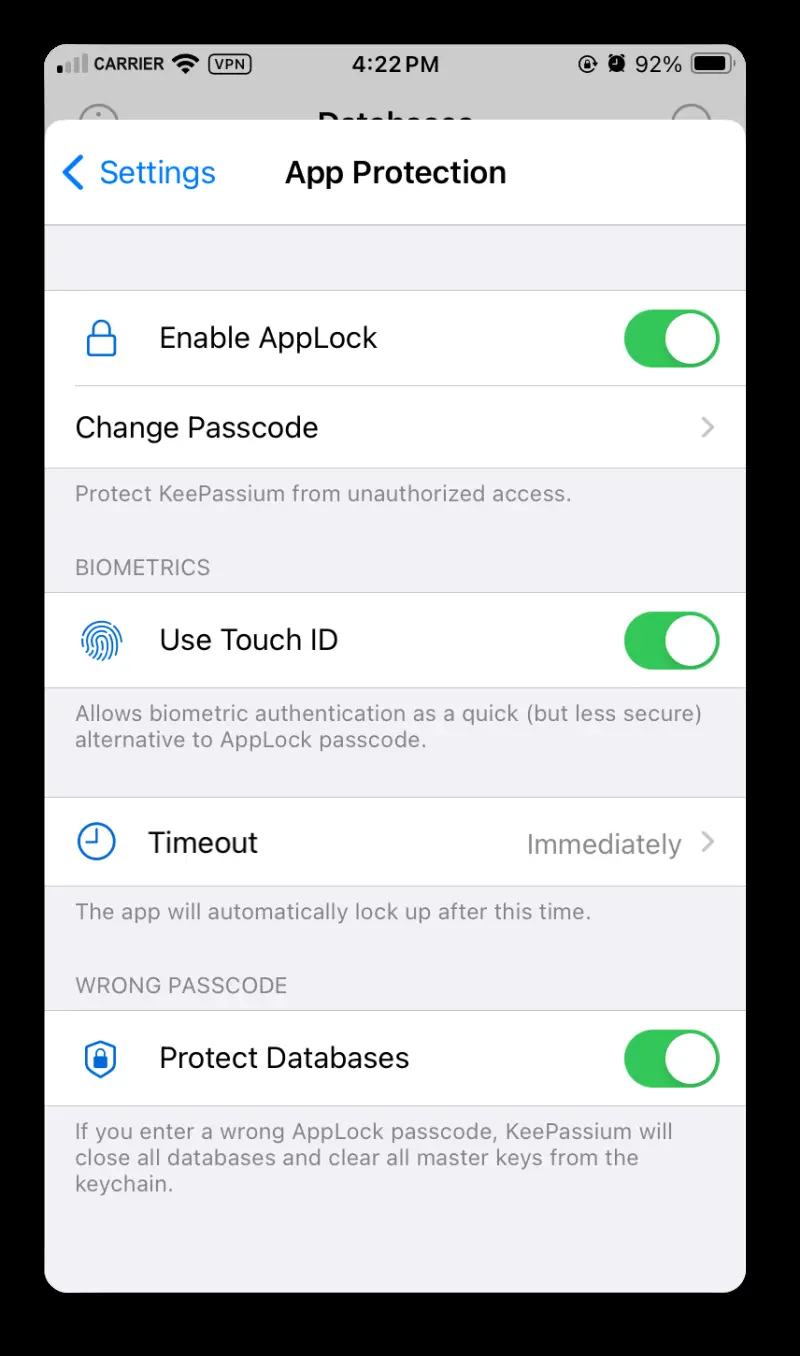 CARRIER VPN 4:22 PM 92%
Databases
Settings App Protection
Enable AppLock
Change Passcode
Protect KeePassium from unauthorized access.
BIOMETRICS
Use Touch ID
Allows biometric authentication as a quick (but less secure)
alternative to AppLock passcode.
Timeout Immediately
The app will automatically lock up after this time.
WRONG PASSCODE
Protect Databases
If you enter a wrong AppLock passcode, KeePassium will
close all databases and clear all master keys from the
keychain.